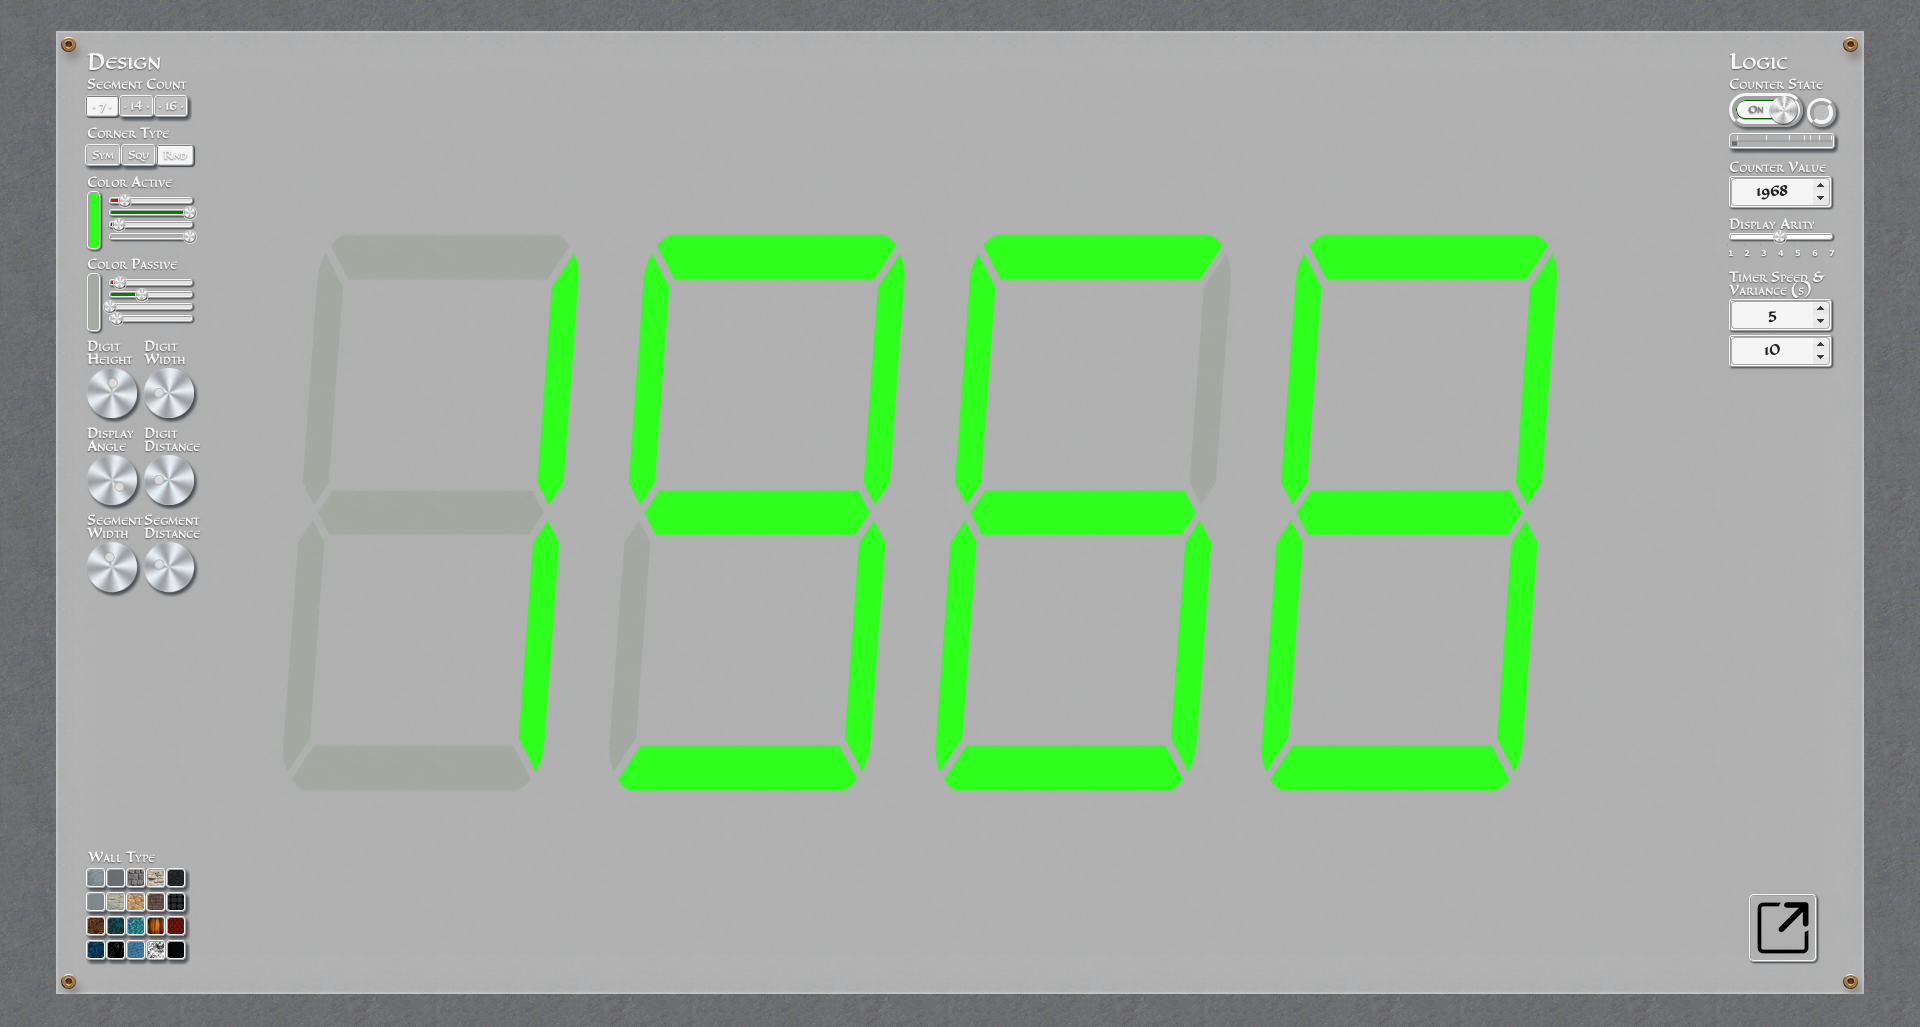 Design
Segment Count
- 7 - - 14 - - 16 -
Corner Type
Sym Squ Rnd
Color Active
Color Passive
Digit Height
Digit Width
Display Angle
Digit Distance
Segment Width
Segment Distance
Wall Type
1968
Logic
Counter State
On
Counter Value
1968
Display Arity
1 2 3 4 5 6 7
Timer Speed &
Variance (s)
5
10